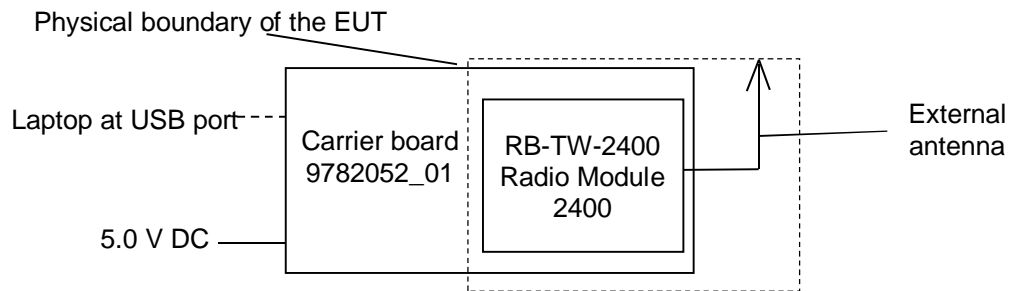 Physical boundary of the EUT
Laptop at USB port
Carrier board
9782052_01
RB-TW-2400
Radio Module
2400
External
antenna
5.0 V DC